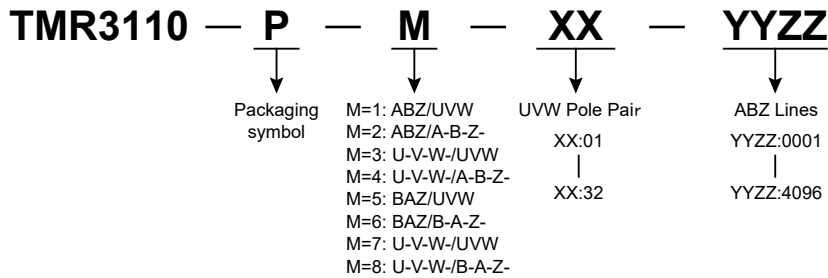 TMR3110 — P — M — XX — YYZZ
Packaging symbol
M=1: ABZ/UVW
M=2: ABZ/A-B-Z-
M=3: U-V-W-/UVW
M=4: U-V-W-/A-B-Z-
M=5: BAZ/UVW
M=6: BAZ/B-A-Z-
M=7: U-V-W-/UVW
M=8: U-V-W-/B-A-Z-
UVW Pole Pair
XX:01
XX:32
ABZ Lines
YYZZ:0001
YYZZ:4096